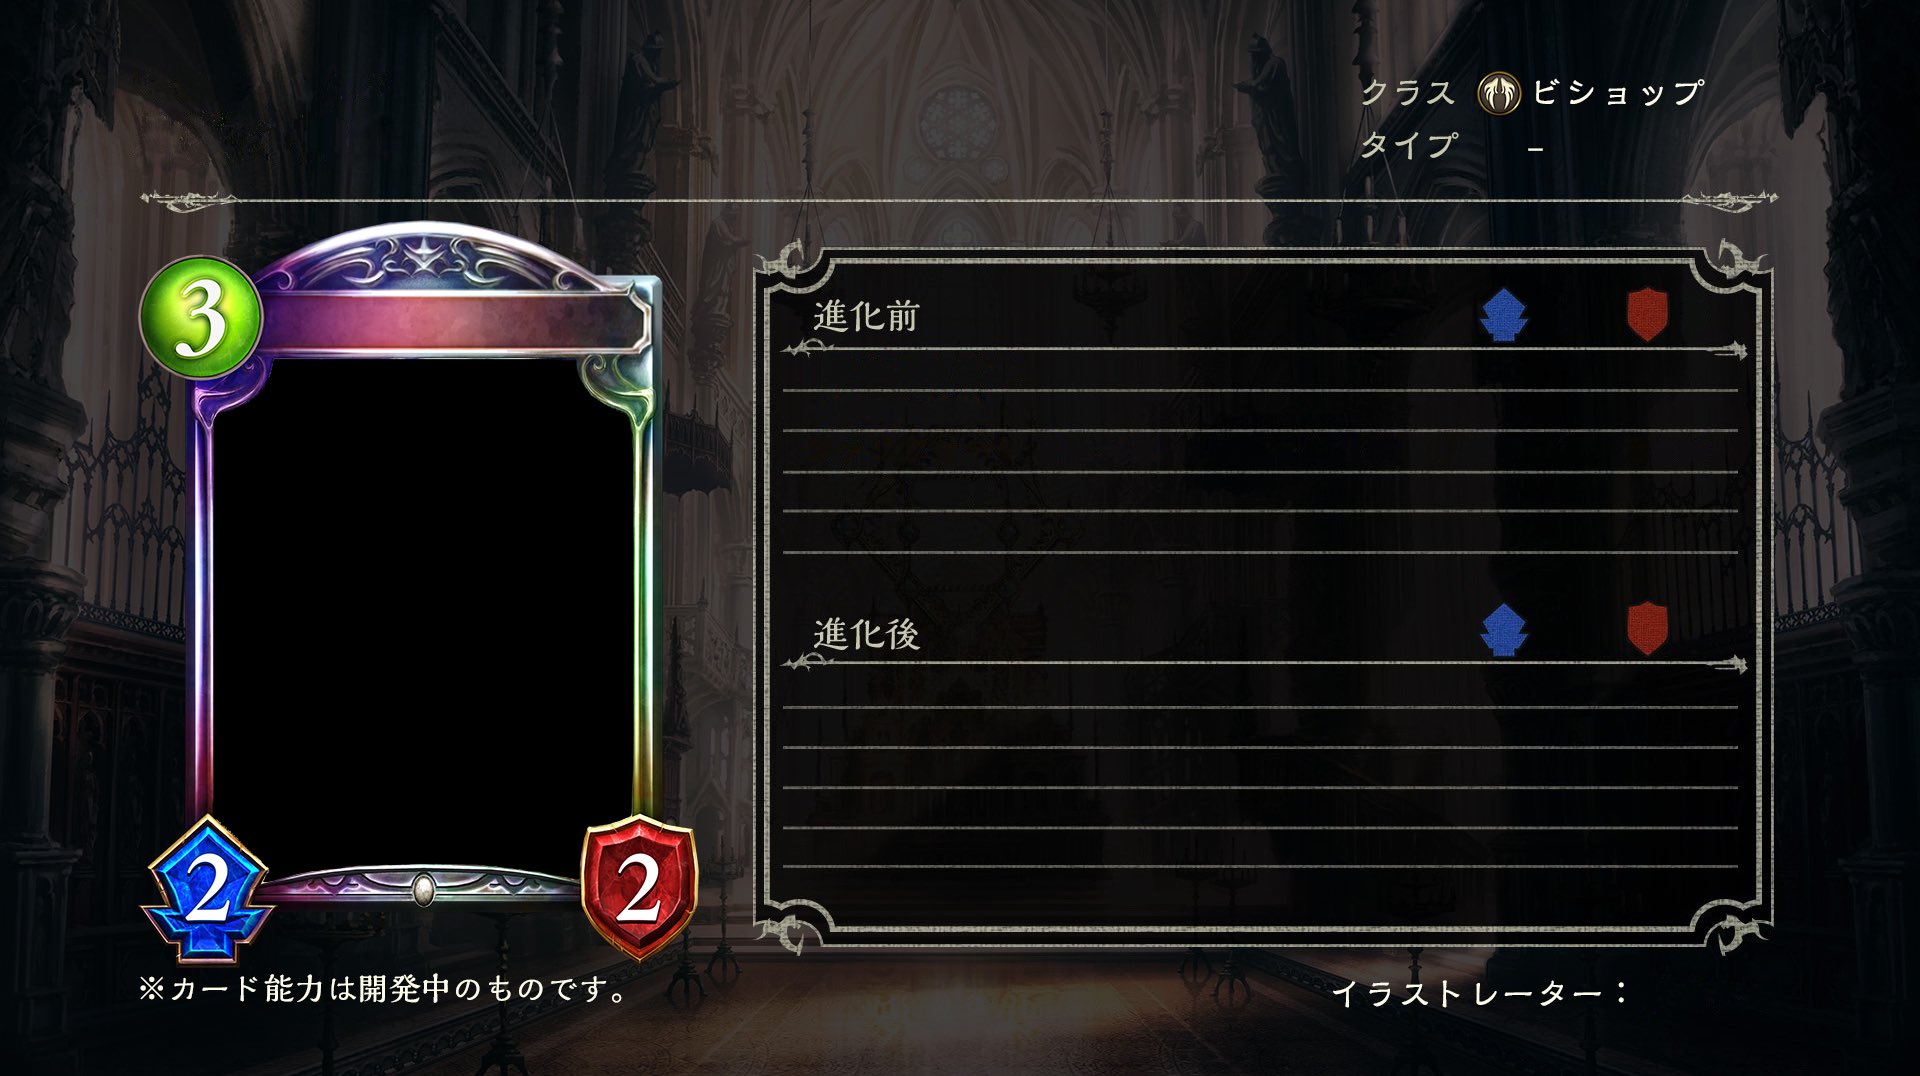 クラス ビショップ
タイプ –
3
進化前
進化後
2
2
※カード能力は開発中のものです。
イラストレーター：